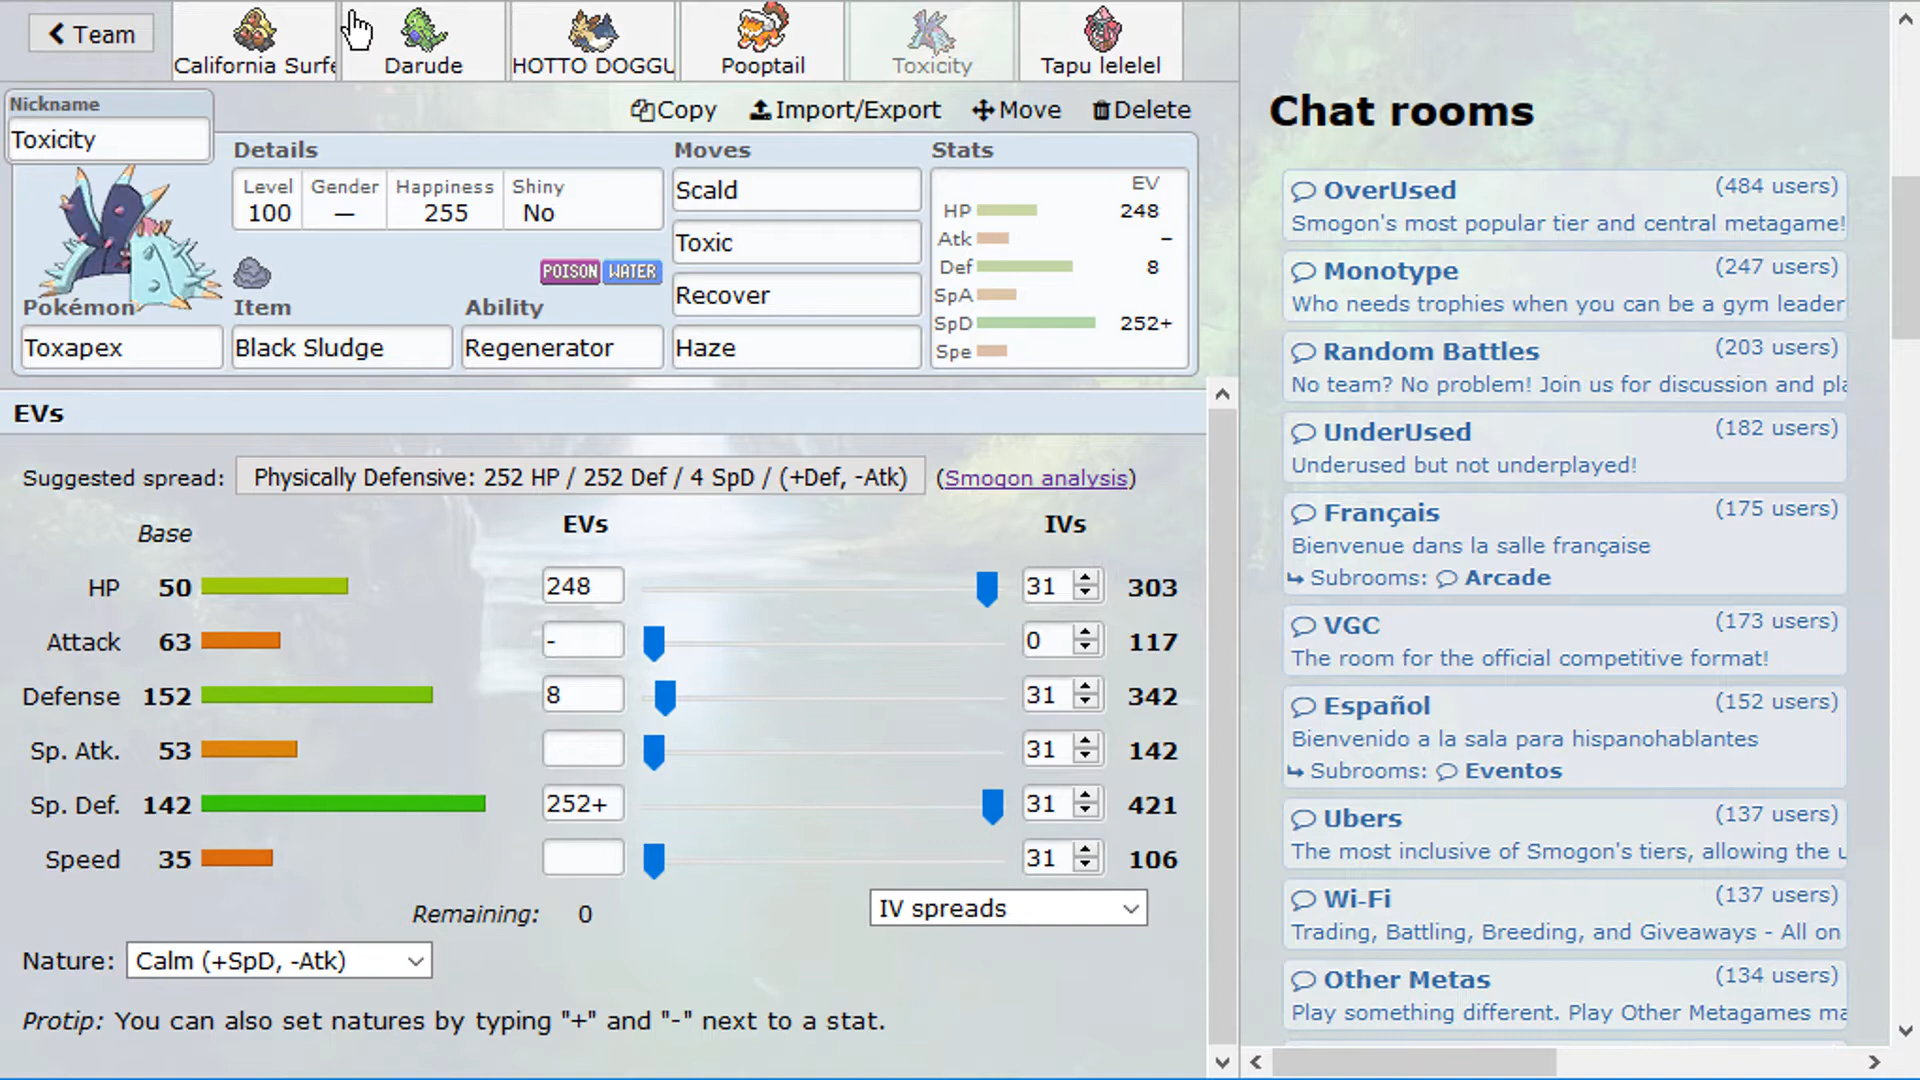 Team
California Surfe
Darude
HOTTO DOGGU
Pooptail
Toxicity
Tapu lelelel
Nickname
Toxicity
Copy
Import/Export
Move
Delete
Details
Level
100
Gender
—
Happiness
255
Shiny
No
POISON
WATER
Pokémon
Toxapex
Item
Black Sludge
Ability
Regenerator
Moves
Scald
Toxic
Recover
Haze
Stats
EV
HP 248
Atk –
Def 8
SpA
SpD 252+
Spe
EVs
Suggested spread: Physically Defensive: 252 HP / 252 Def / 4 SpD / (+Def, -Atk) (Smogon analysis)
Base EVs IVs
HP 50 248 31 303
Attack 63 - 0 117
Defense 152 8 31 342
Sp. Atk. 53 31 142
Sp. Def. 142 252+ 31 421
Speed 35 31 106
Remaining: 0
IV spreads
Nature: Calm (+SpD, -Atk)
Protip: You can also set natures by typing "+" and "-" next to a stat.
Chat rooms
OverUsed (484 users)
Smogon's most popular tier and central metagame!
Monotype (247 users)
Who needs trophies when you can be a gym leader
Random Battles (203 users)
No team? No problem! Join us for discussion and pla
UnderUsed (182 users)
Underused but not underplayed!
Français (175 users)
Bienvenue dans la salle française
Subrooms: Arcade
VGC (173 users)
The room for the official competitive format!
Español (152 users)
Bienvenido a la sala para hispanohablantes
Subrooms: Eventos
Ubers (137 users)
The most inclusive of Smogon's tiers, allowing the u
Wi-Fi (137 users)
Trading, Battling, Breeding, and Giveaways - All on
Other Metas (134 users)
Play something different. Play Other Metagames ma